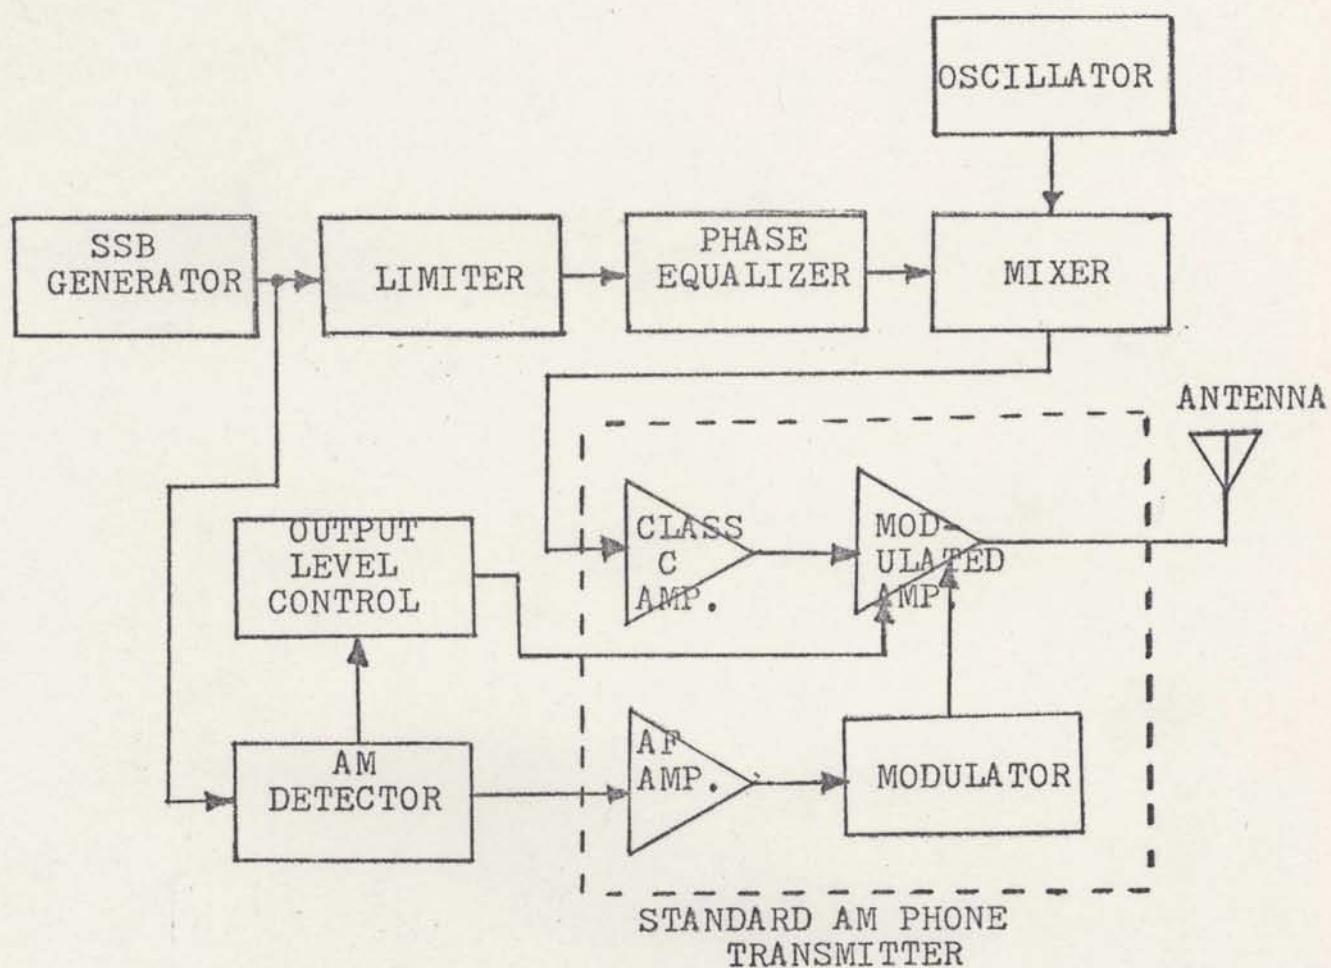 OSCILLATOR
SSB
GENERATOR
LIMITER
PHASE
EQUALIZER
MIXER
ANTENNA
OUTPUT
LEVEL
CONTROL
CLASS
C
AMP.
MOD-
ULATED
AMP.
AM
DETECTOR
AF
AMP.
MODULATOR
STANDARD AM PHONE
TRANSMITTER